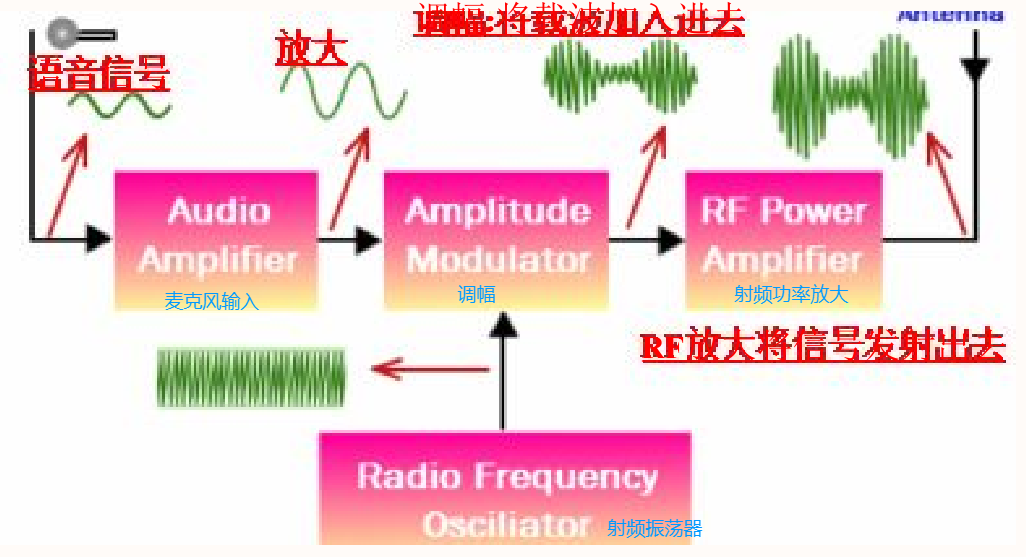 调幅:将载波加入进去
Antenna
放大
语音信号
Audio
Amplifier
麦克风输入
Amplitude
Modulator
调幅
RF Power
Amplifier
射频功率放大
RF放大将信号发射出去
Radio Frequency
Osciliator
射频振荡器